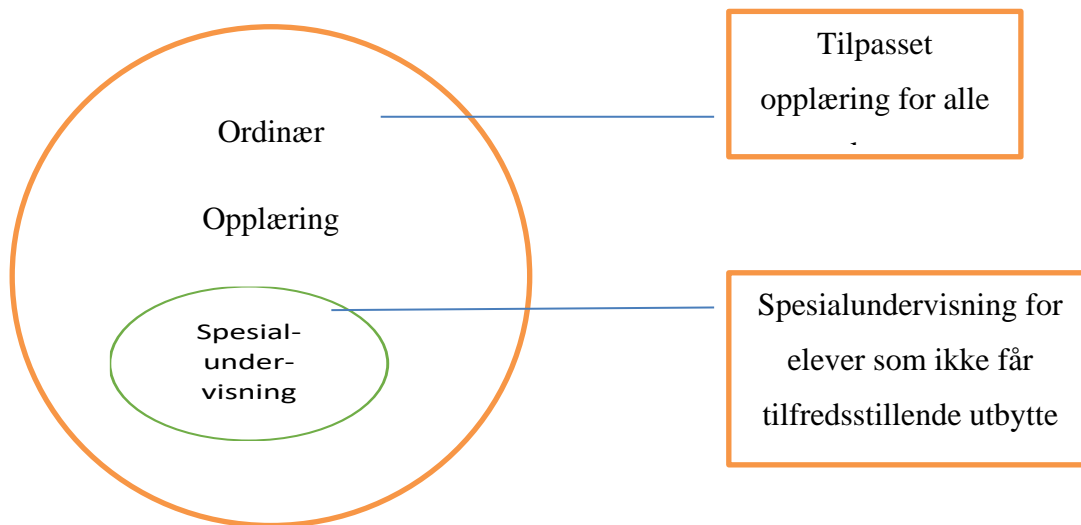 Ordinær
Opplæring
Spesial-
under-
visning
Tilpasset
opplæring for alle
Spesialundervisning for
elever som ikke får
tilfredsstillende utbytte